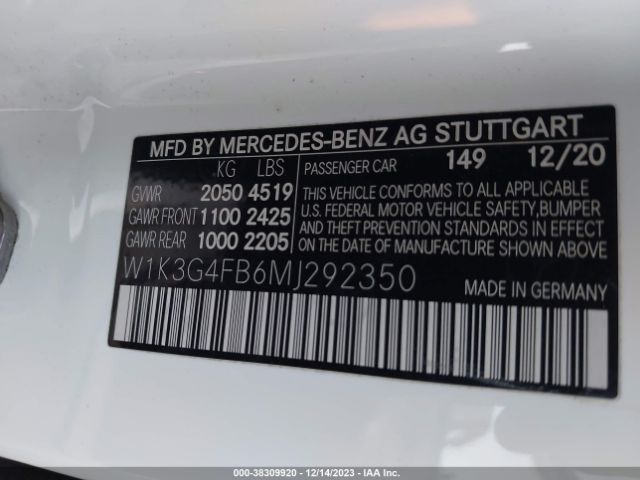 MFD BY MERCEDES-BENZ AG STUTTGART
KG LBS
GVWR 2050 4519
GAWR FRONT 1100 2425
GAWR REAR 1000 2205
PASSENGER CAR 149 12/20
THIS VEHICLE CONFORMS TO ALL APPLICABLE
U.S. FEDERAL MOTOR VEHICLE SAFETY,BUMPER
AND THEFT PREVENTION STANDARDS IN EFFECT
ON THE DATE OF MANUFACTURE SHOWN ABOVE
W1K3G4FB6MJ292350
MADE IN GERMANY
000-38309920 - 12/14/2023 - IAA Inc.